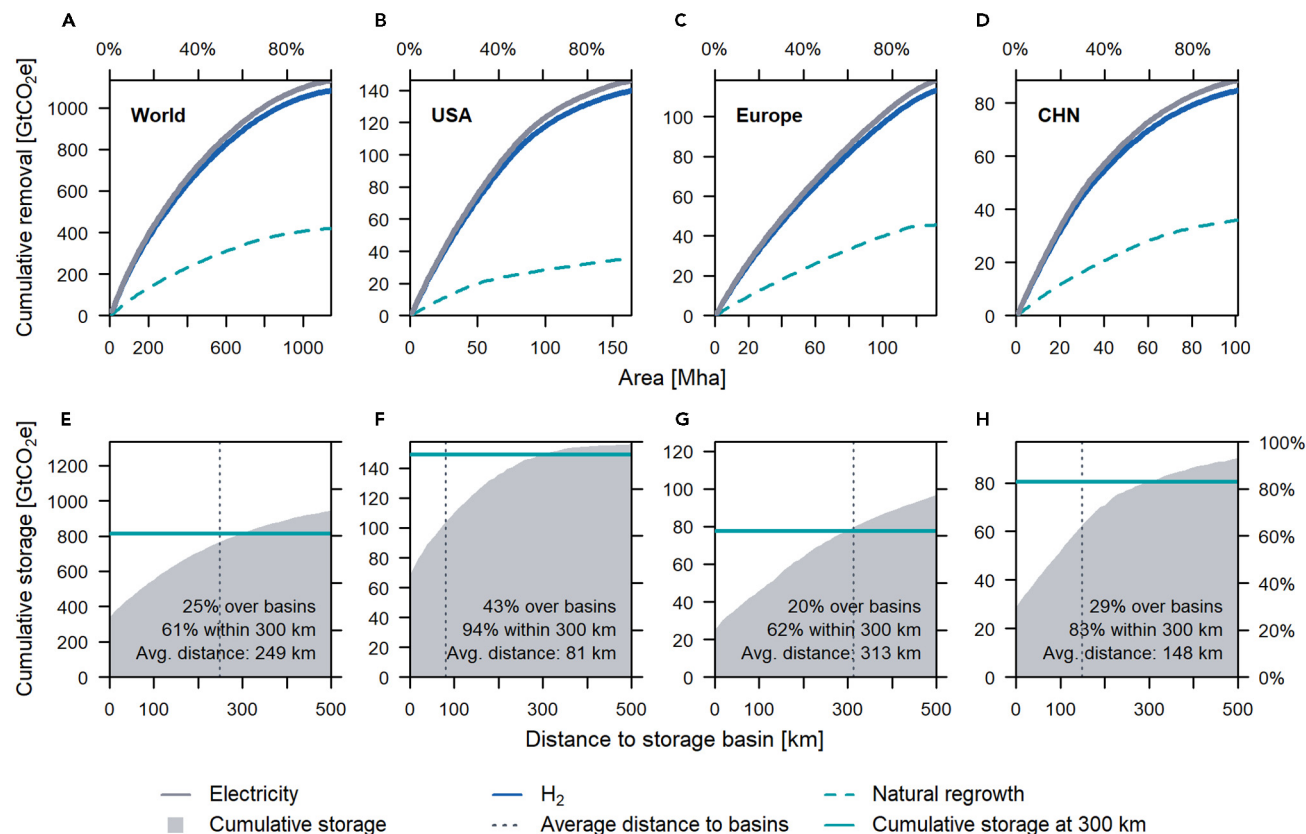 A
B
C
D
0% 40% 80%
0% 40% 80%
0% 40% 80%
0% 40% 80%
Cumulative removal [GtCO2e]
1000
800
600
400
200
0
World
0 200 600 1000
140
120
100
80
60
40
20
0
USA
0 50 100 150
100
80
60
40
20
0
Europe
0 20 60 100
80
60
40
20
0
CHN
0 20 40 60 80 100
Area [Mha]
E
F
G
H
Cumulative storage [GtCO2e]
1200
1000
800
600
400
200
0
25% over basins
61% within 300 km
Avg. distance: 249 km
0 100 300 500
140
120
100
80
60
40
20
0
43% over basins
94% within 300 km
Avg. distance: 81 km
0 100 300 500
120
100
80
60
40
20
0
20% over basins
62% within 300 km
Avg. distance: 313 km
0 100 300 500
80
60
40
20
0
29% over basins
83% within 300 km
Avg. distance: 148 km
0 100 300 500
100%
80%
60%
40%
20%
0%
Distance to storage basin [km]
Electricity
H2
Natural regrowth
Cumulative storage
Average distance to basins
Cumulative storage at 300 km